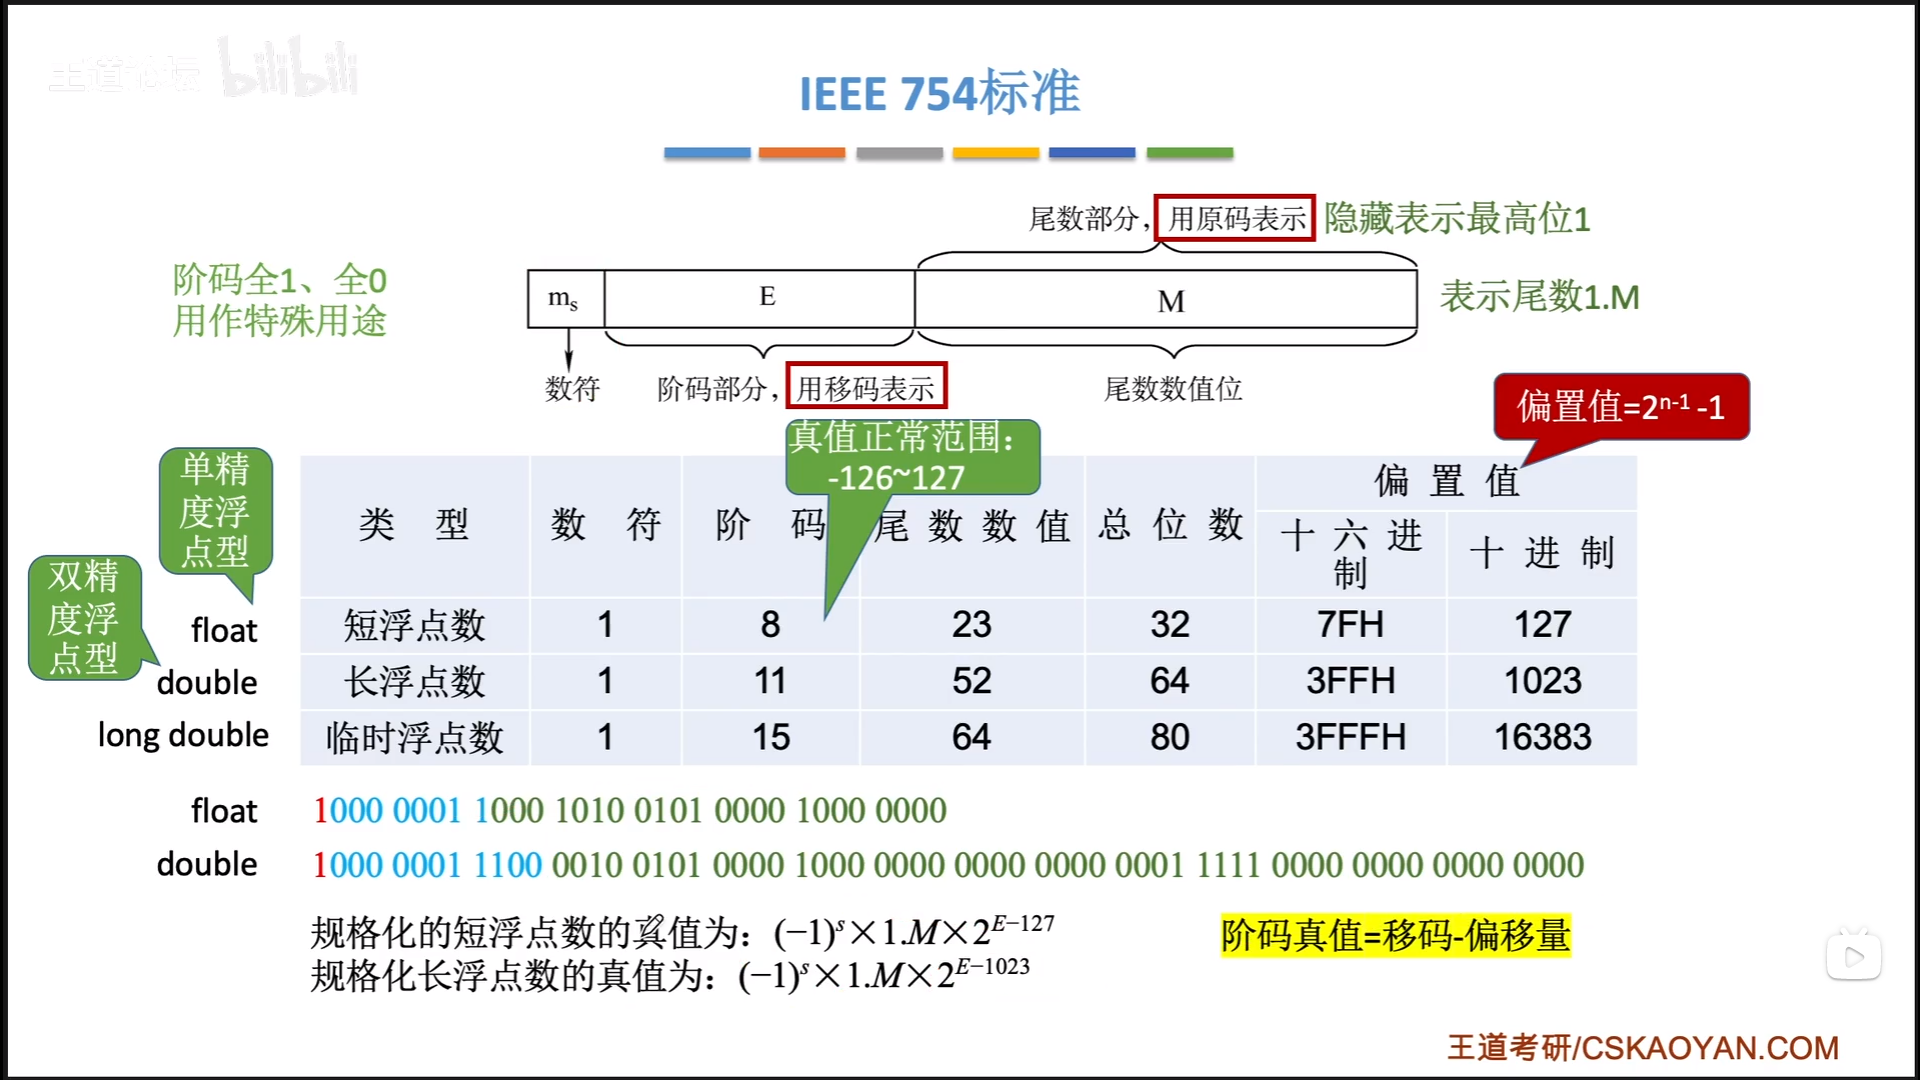 王道论坛 bilibili
IEEE 754标准
尾数部分，用原码表示 隐藏表示最高位1
阶码全1、全0
用作特殊用途
mₛ E M
表示尾数1.M
数符 阶码部分，用移码表示 尾数数值位
偏置值=2ⁿ⁻¹ -1
真值正常范围：
-126~127
单精
度浮
点型
双精
度浮
点型
类 型 数 符 阶 码 尾数数值 总位数 偏置值
十六进
制
十进制
float 短浮点数 1 8 23 32 7FH 127
double 长浮点数 1 11 52 64 3FFH 1023
long double 临时浮点数 1 15 64 80 3FFFH 16383
float 1000 0001 1000 1010 0101 0000 1000 0000
double 1000 0001 1100 0010 0101 0000 1000 0000 0000 0000 0001 1111 0000 0000 0000 0000
规格化的短浮点数的真值为：(−1)ˢ×1.M×2ᴱ⁻¹²⁷
规格化长浮点数的真值为：(−1)ˢ×1.M×2ᴱ⁻¹⁰²³
阶码真值=移码-偏移量
王道考研/CSKAOYAN.COM